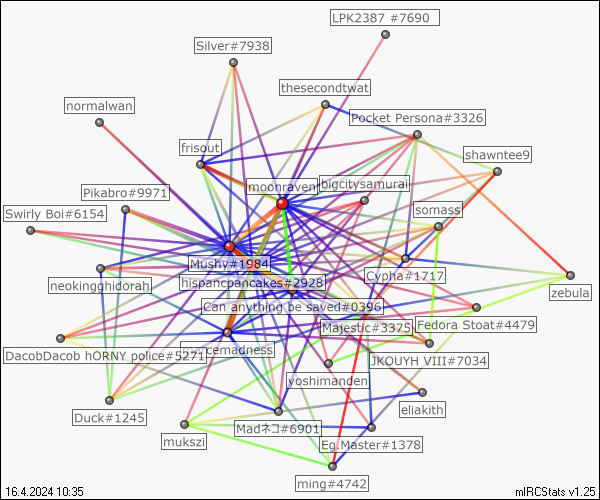 LPK2387 #7690
Silver#7938
thesecondtwat
normalwan
Pocket Persona#3326
frisout
shawntee9
moonraven
bigcitysamurai
Pikabro#9971
Swirly Boi#6154
somass
Mushy#1984
Cypha#1717
neokingghidorah
hispancpancakes#2928
zebula
Can anything be saved#0396
Majestic#3375
Fedora Stoat#4479
DacobDacob hORNY police#5271
cemadness
JKOUYH VIII#7034
yoshimanden
eliakith
Duck#1245
Madネコ#6901
mukszi
Eg.Master#1378
ming#4742
16.4.2024 10:35
mIRCStats v1.25